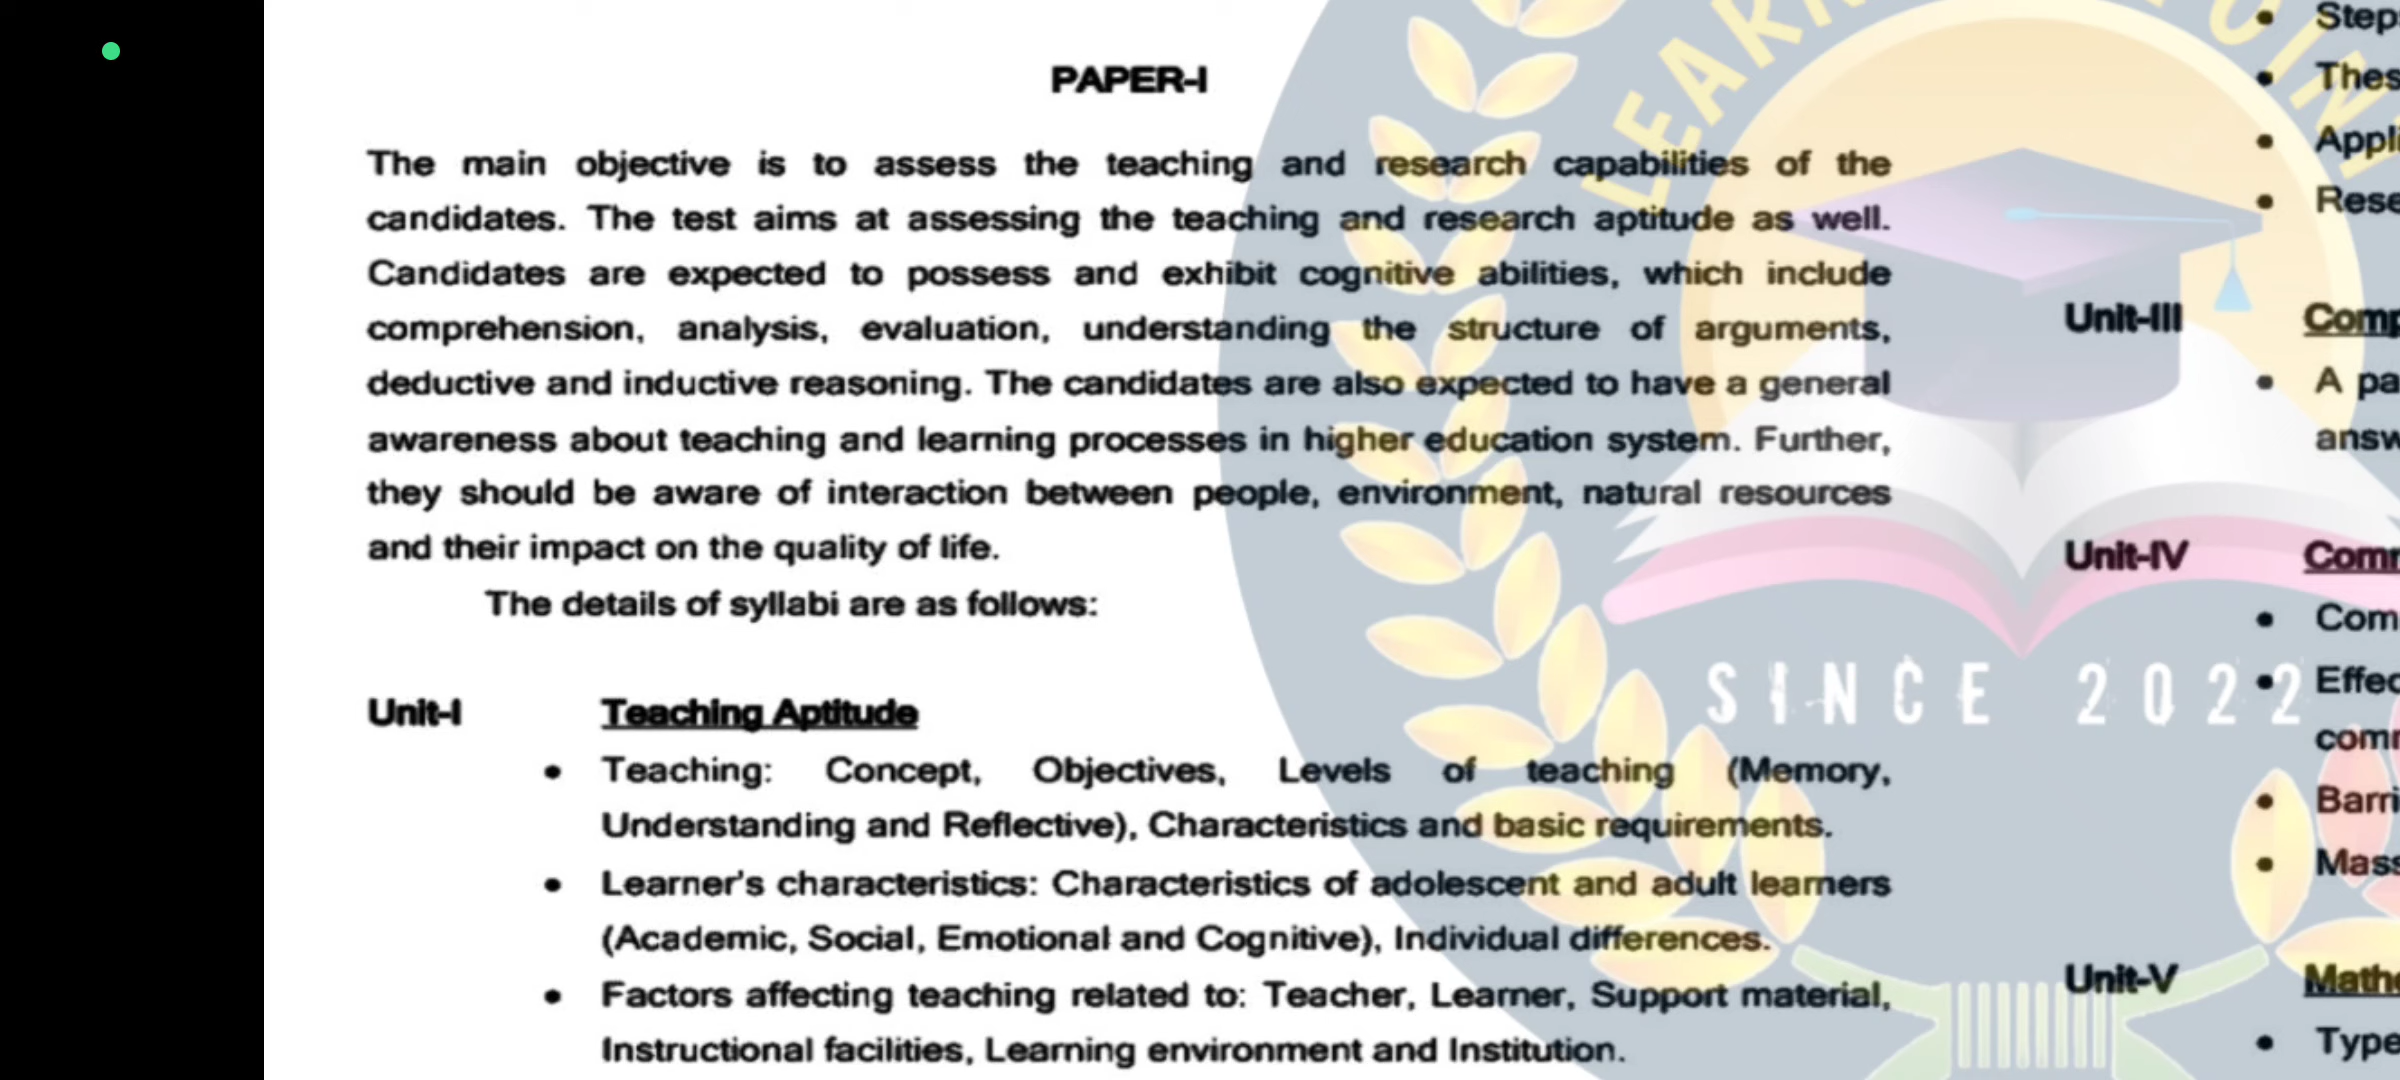 PAPER-I
The main objective is to assess the teaching and research capabilities of the
candidates. The test aims at assessing the teaching and research aptitude as well.
Candidates are expected to possess and exhibit cognitive abilities, which include
comprehension, analysis, evaluation, understanding the structure of arguments,
deductive and inductive reasoning. The candidates are also expected to have a general
awareness about teaching and learning processes in higher education system. Further,
they should be aware of interaction between people, environment, natural resources
and their impact on the quality of life.
The details of syllabi are as follows:
Unit-I Teaching Aptitude
• Teaching: Concept, Objectives, Levels of teaching (Memory,
Understanding and Reflective), Characteristics and basic requirements.
• Learner's characteristics: Characteristics of adolescent and adult learners
(Academic, Social, Emotional and Cognitive), Individual differences.
• Factors affecting teaching related to: Teacher, Learner, Support material,
Instructional facilities, Learning environment and Institution.
• Step
•
•
•
Unit-III
• A
Unit-IV
•
•
•
• Mass
Unit-V
• Type
SINCE 2022